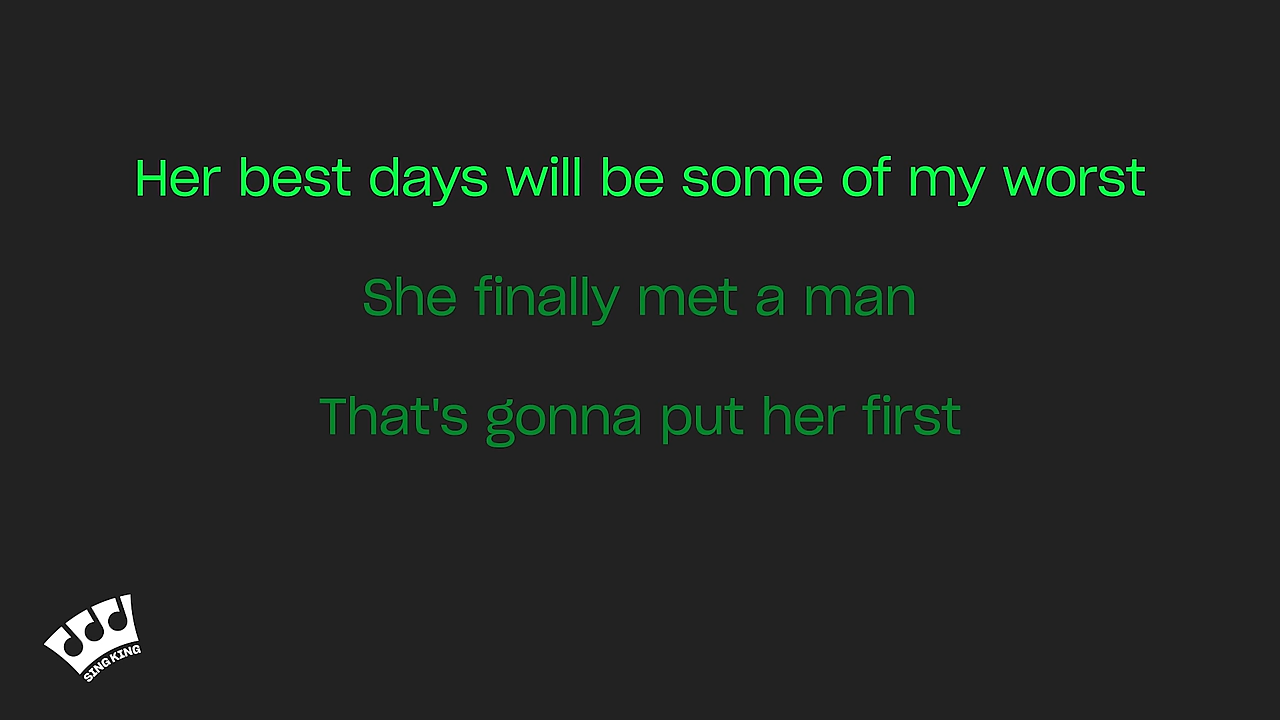 Her best days will be some of my worst
She finally met a man
That's gonna put her first
SING KING